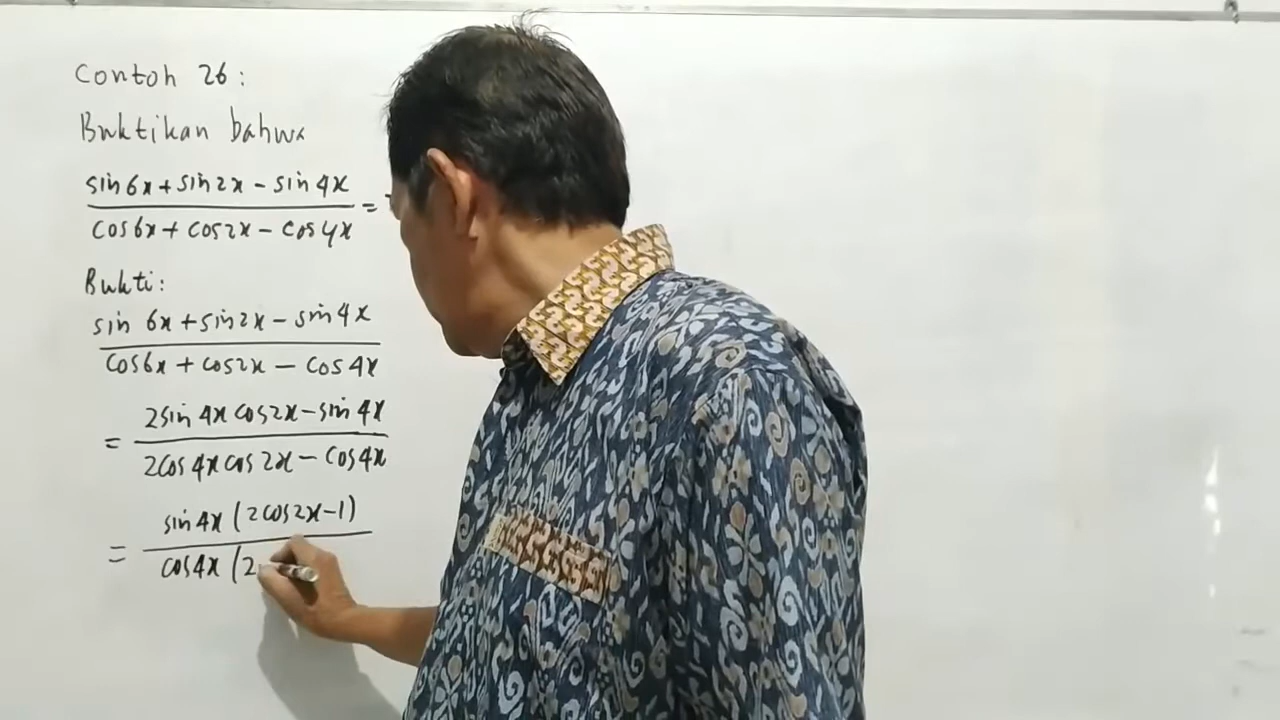 Contoh 26:
Buktikan bahwa
sin 6x + sin 2x - sin 4x
cos 6x + cos 2x - cos 4x =
Bukti:
sin 6x + sin 2x - sin 4x
cos 6x + cos 2x - cos 4x
= 2 sin 4x cos 2x - sin 4x
2 cos 4x cos 2x - cos 4x
= sin 4x (2 cos 2x - 1)
cos 4x (2